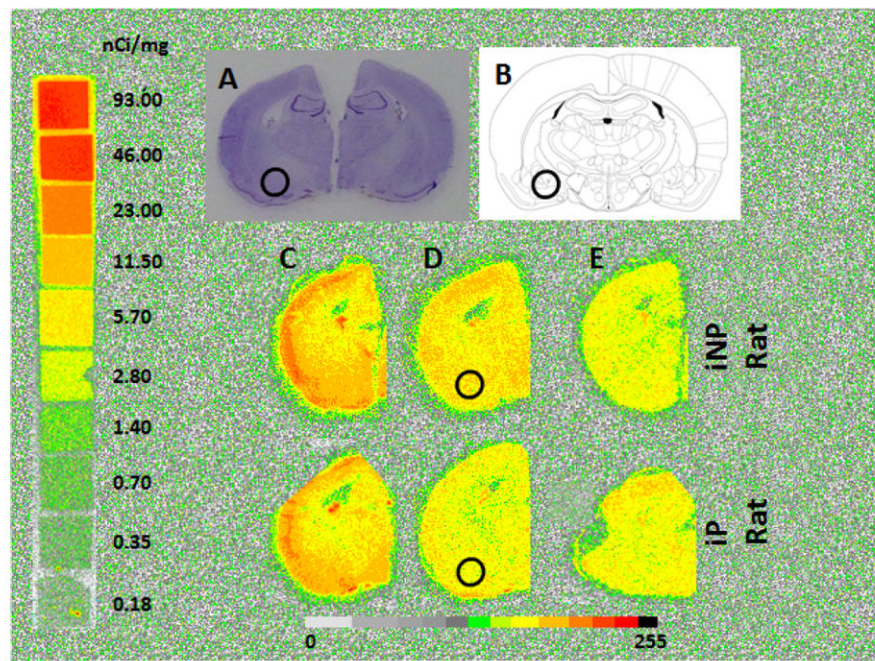 nCi/mg
93.00
46.00
23.00
11.50
5.70
2.80
1.40
0.70
0.35
0.18
A
B
C
D
E
iNP
Rat
iP
Rat
0
255